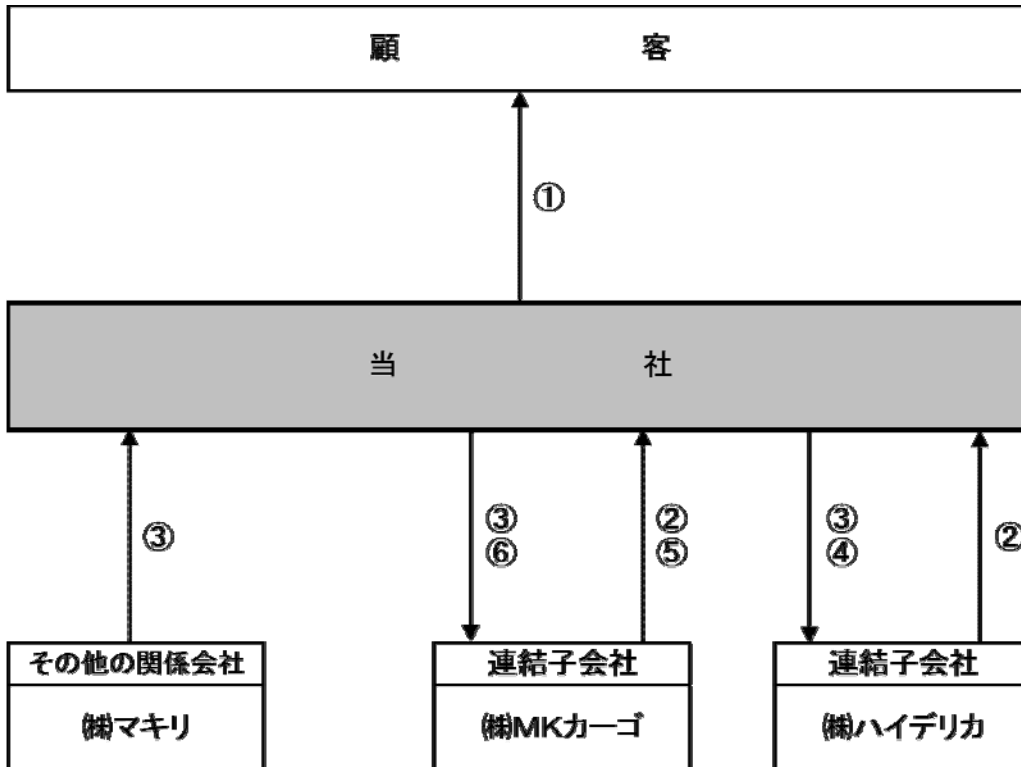 顧 客
①
当 社
③
③
⑥
②
⑤
③
④
②
その他の関係会社
㈱マキリ
連結子会社
㈱MKカーゴ
連結子会社
㈱ハイデリカ